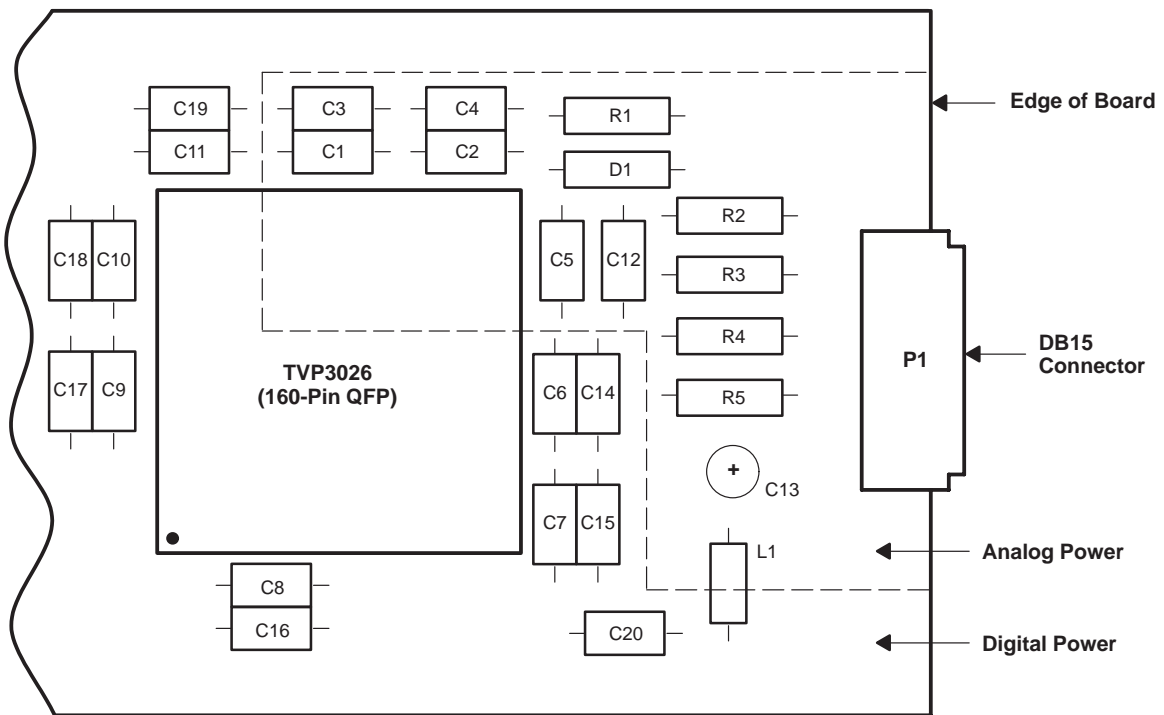 C19
C3
C4
R1
Edge of Board
C11
C1
C2
D1
R2
C18 C10
C5
C12
R3
R4
DB15
Connector
P1
TVP3026
(160-Pin QFP)
C17 C9
C6 C14
R5
+
C13
C7 C15
L1
Analog Power
C8
C16
C20
Digital Power